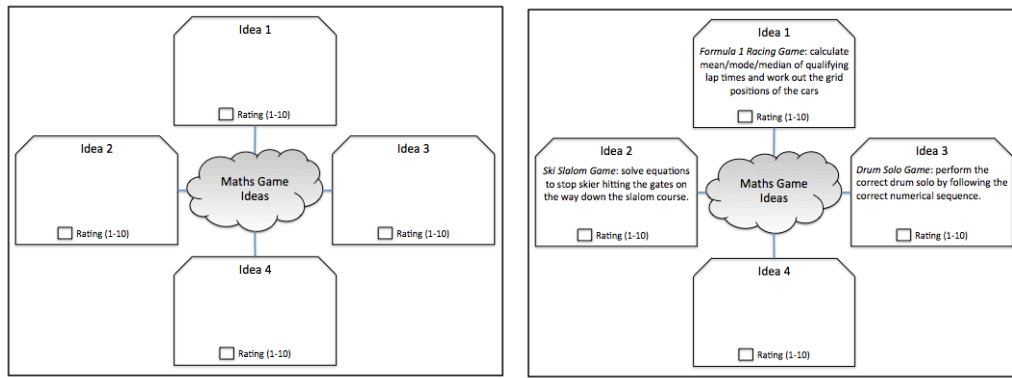 Idea 1
Rating (1-10)
Idea 2
Rating (1-10)
Maths Game
Ideas
Idea 3
Rating (1-10)
Idea 4
Rating (1-10)
Idea 1
Formula 1 Racing Game: calculate
mean/mode/median of qualifying
lap times and work out the grid
positions of the cars
Rating (1-10)
Idea 2
Ski Slalom Game: solve equations
to stop skier hitting the gates on
the way down the slalom course.
Rating (1-10)
Maths Game
Ideas
Idea 3
Drum Solo Game: perform the
correct drum solo by following the
correct numerical sequence.
Rating (1-10)
Idea 4
Rating (1-10)